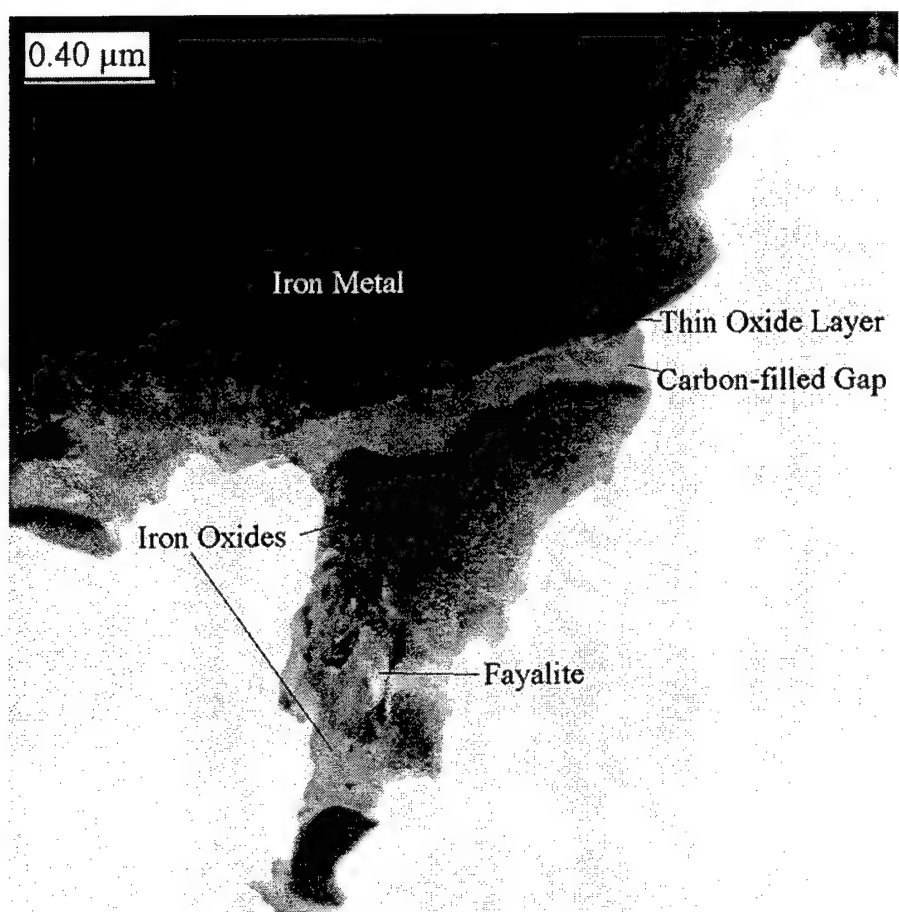 0.40 µm
Iron Metal
Thin Oxide Layer
Carbon-filled Gap
Iron Oxides
Fayalite